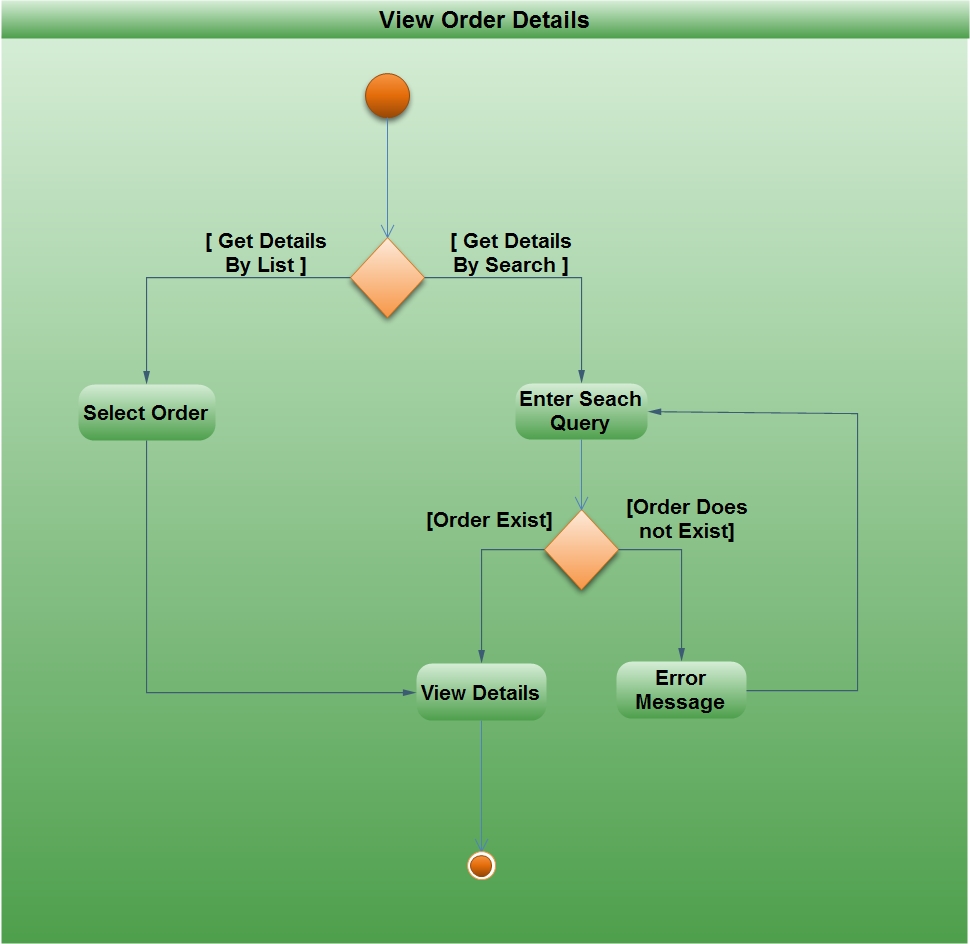 View Order Details
[ Get Details
By List ]
[ Get Details
By Search ]
Select Order
Enter Seach
Query
[Order Exist]
[Order Does
not Exist]
View Details
Error
Message